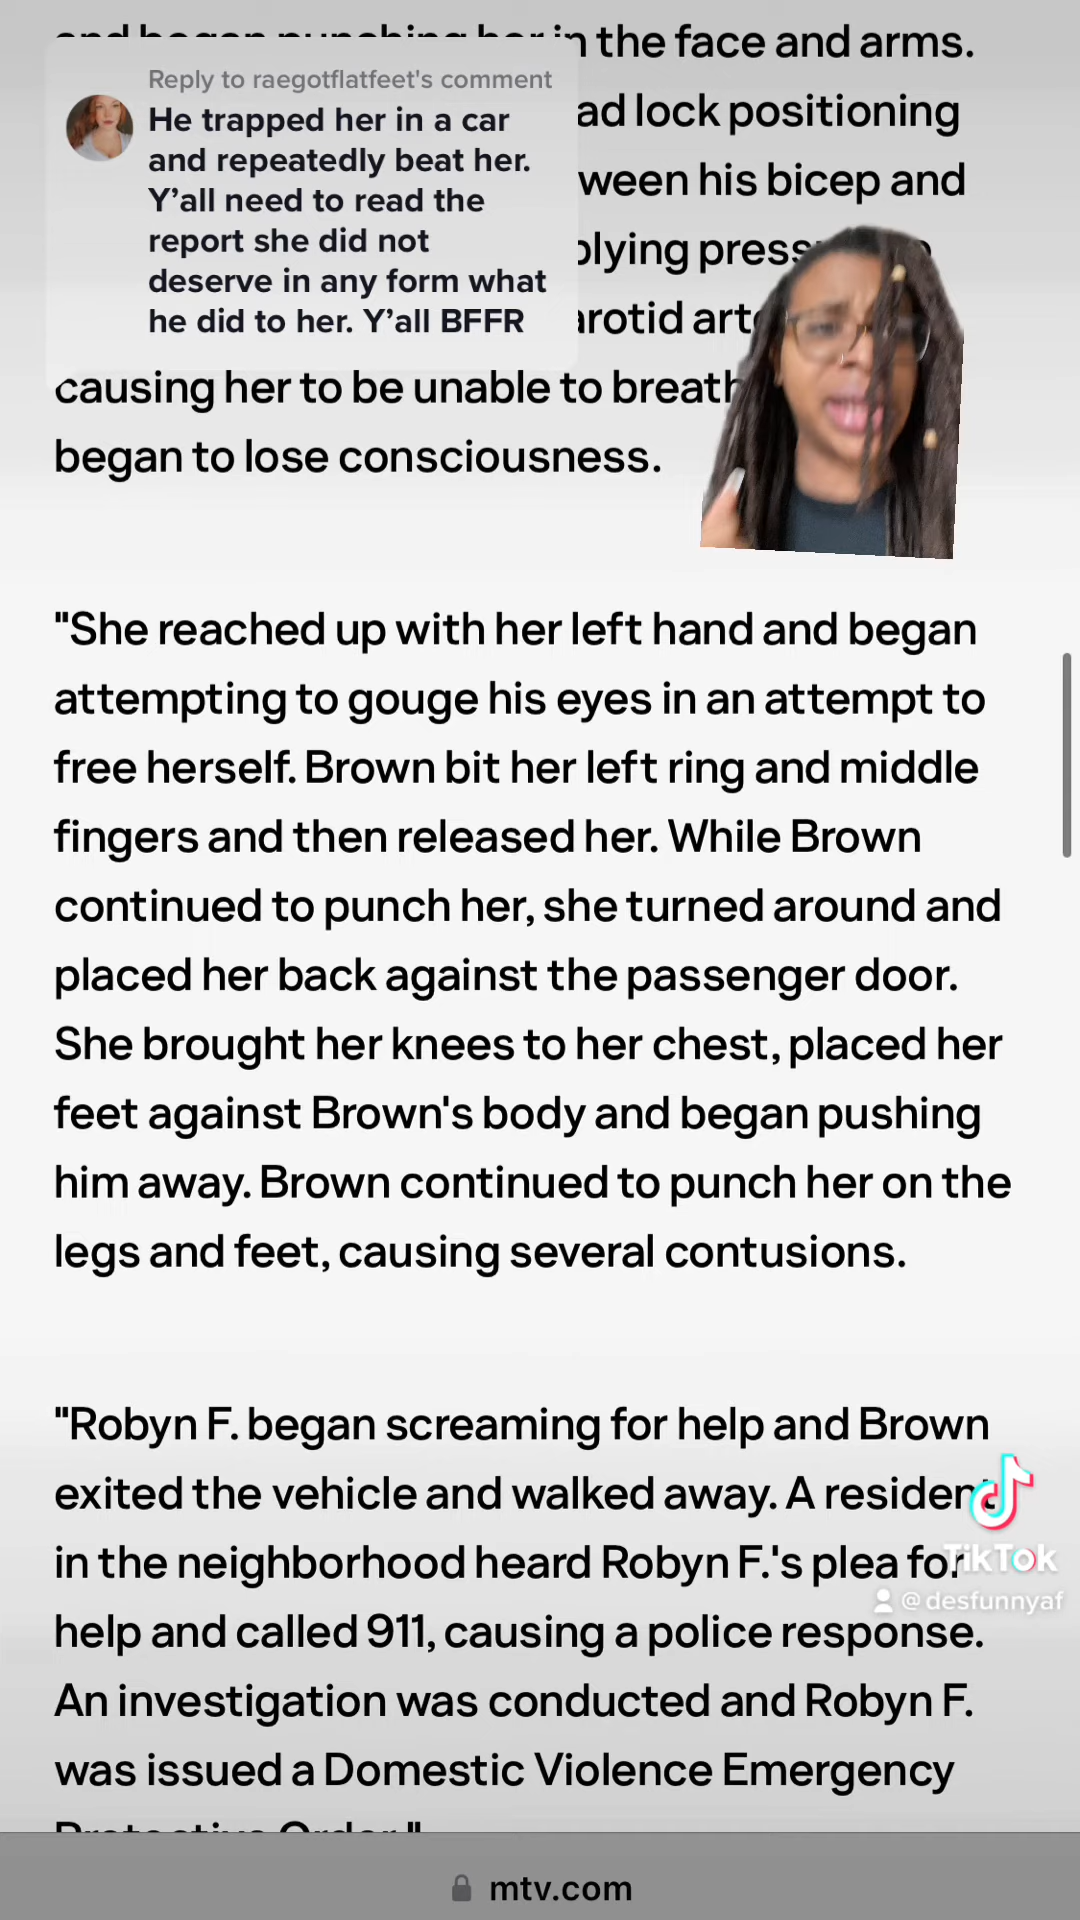 Reply to raegotflatfeet's comment
He trapped her in a car
and repeatedly beat her.
Y’all need to read the
report she did not
deserve in any form what
he did to her. Y’all BFFR
and began punching her in the face and arms.
lock positioning
his bicep and
causing her to be unable to
began to lose consciousness.
"She reached up with her left hand and began
attempting to gouge his eyes in an attempt to
free herself. Brown bit her left ring and middle
fingers and then released her. While Brown
continued to punch her, she turned around and
placed her back against the passenger door.
She brought her knees to her chest, placed her
feet against Brown's body and began pushing
him away. Brown continued to punch her on the
legs and feet, causing several contusions.
"Robyn F. began screaming for help and Brown
exited the vehicle and walked away. A resident
in the neighborhood heard Robyn F.'s plea for
help and called 911, causing a police response.
An investigation was conducted and Robyn F.
was issued a Domestic Violence Emergency
Protective Order."
TikTok
@desfunnyaf
mtv.com